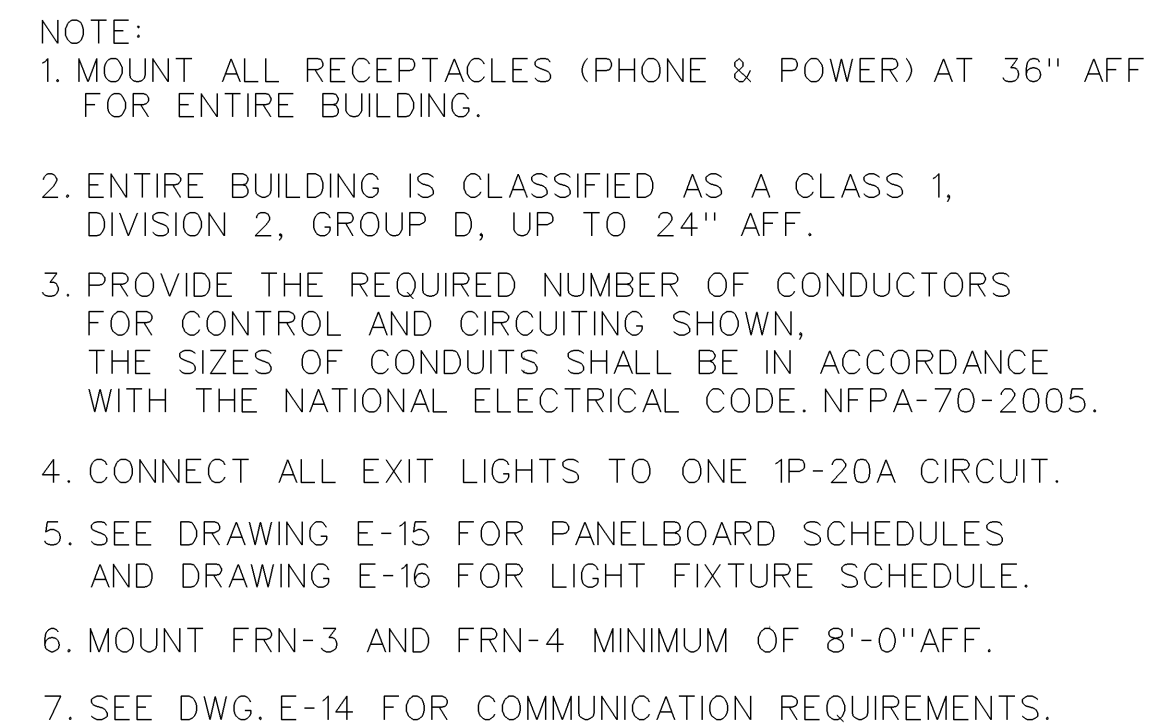 NOTE:
1. MOUNT ALL RECEPTACLES (PHONE & POWER) AT 36" AFF
FOR ENTIRE BUILDING.
2. ENTIRE BUILDING IS CLASSIFIED AS A CLASS 1,
DIVISION 2, GROUP D, UP TO 24" AFF.
3. PROVIDE THE REQUIRED NUMBER OF CONDUCTORS
FOR CONTROL AND CIRCUITING SHOWN,
THE SIZES OF CONDUITS SHALL BE IN ACCORDANCE
WITH THE NATIONAL ELECTRICAL CODE. NFPA-70-2005.
4. CONNECT ALL EXIT LIGHTS TO ONE 1P-20A CIRCUIT.
5. SEE DRAWING E-15 FOR PANELBOARD SCHEDULES
AND DRAWING E-16 FOR LIGHT FIXTURE SCHEDULE.
6. MOUNT FRN-3 AND FRN-4 MINIMUM OF 8'-0"AFF.
7. SEE DWG. E-14 FOR COMMUNICATION REQUIREMENTS.